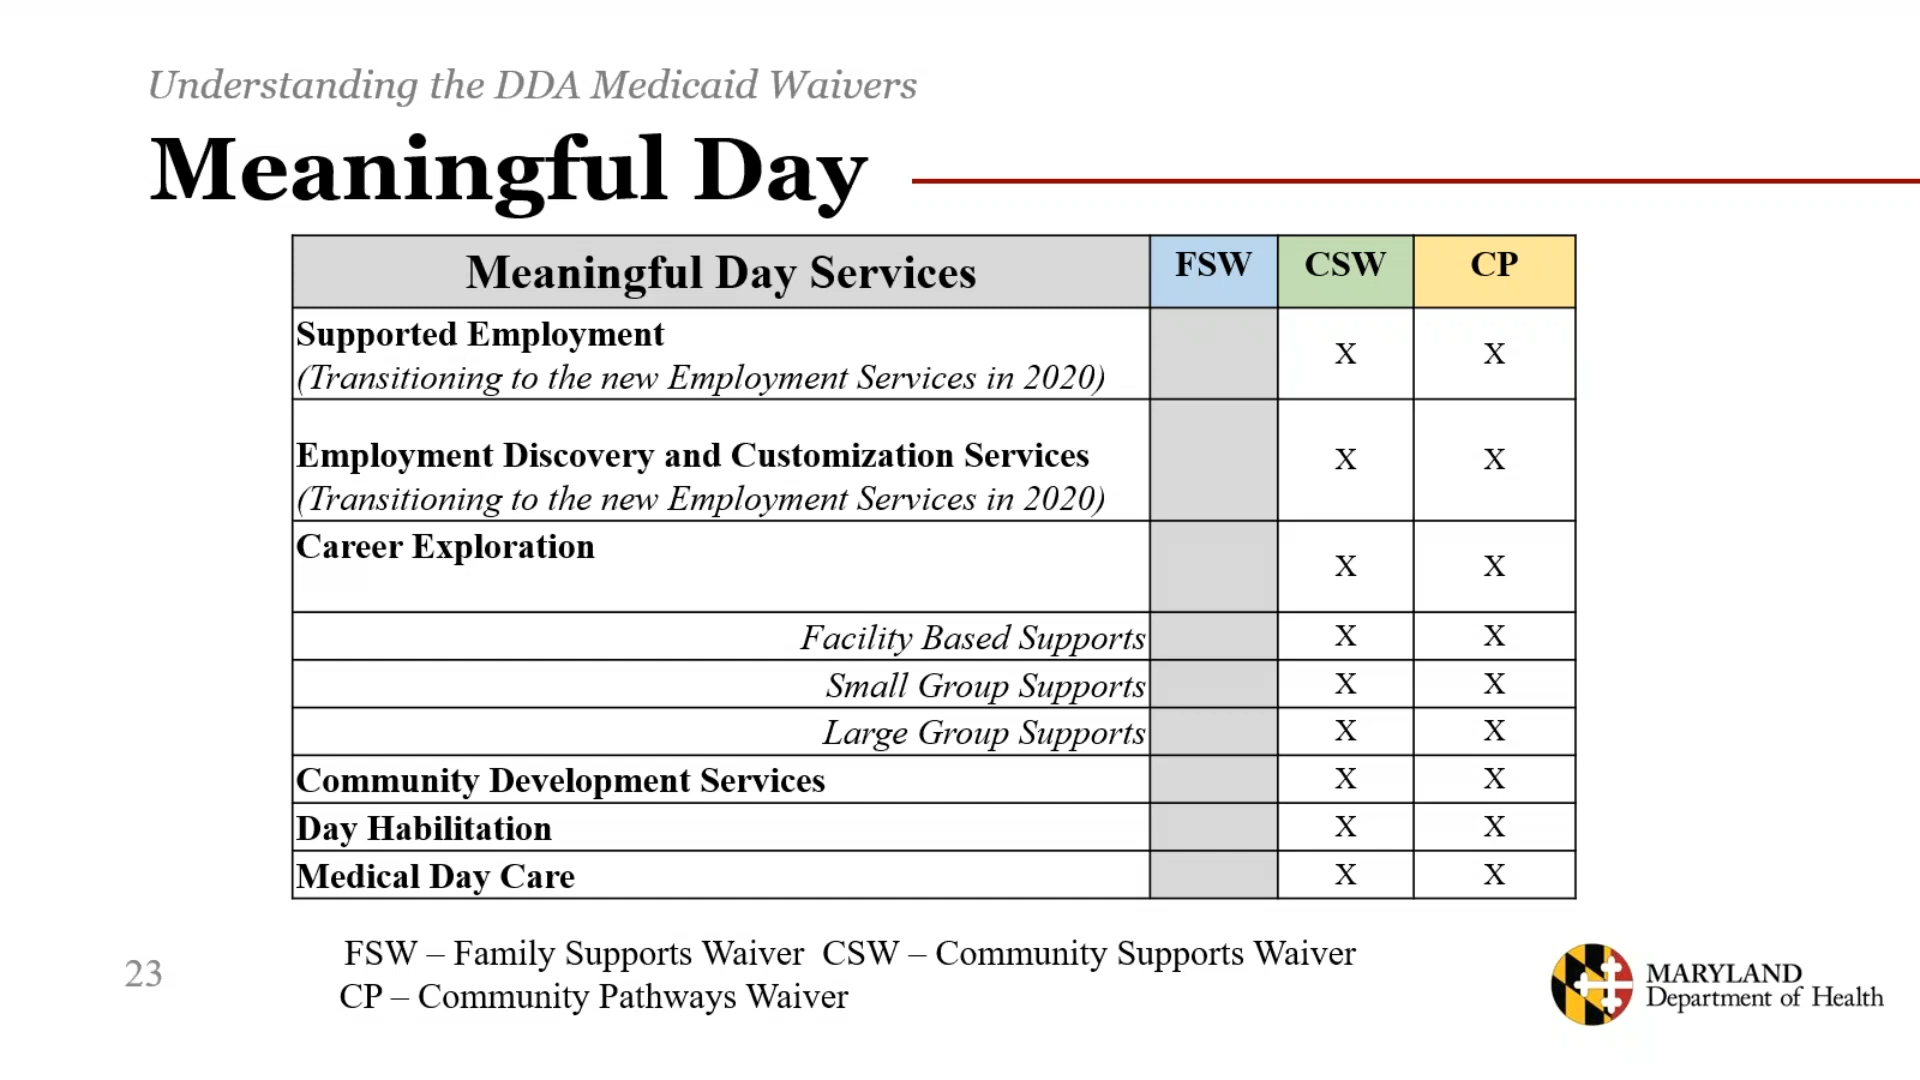 Understanding the DDA Medicaid Waivers
Meaningful Day
Meaningful Day Services FSW CSW CP
Supported Employment
(Transitioning to the new Employment Services in 2020) X X
Employment Discovery and Customization Services
(Transitioning to the new Employment Services in 2020) X X
Career Exploration X X
Facility Based Supports X X
Small Group Supports X X
Large Group Supports X X
Community Development Services X X
Day Habilitation X X
Medical Day Care X X
FSW – Family Supports Waiver CSW – Community Supports Waiver
CP – Community Pathways Waiver
23
MARYLAND
Department of Health